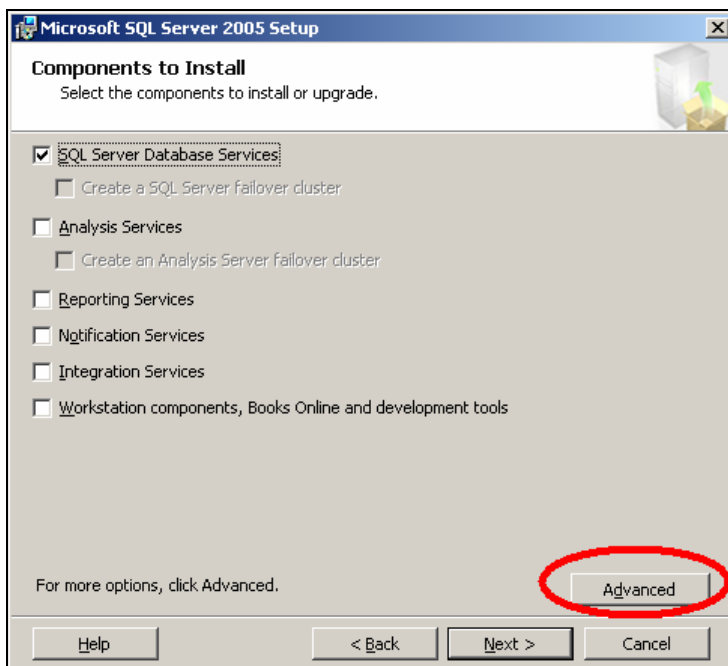 Microsoft SQL Server 2005 Setup
Components to Install
Select the components to install or upgrade.
SQL Server Database Services
Create a SQL Server failover cluster
Analysis Services
Create an Analysis Server failover cluster
Reporting Services
Notification Services
Integration Services
Workstation components, Books Online and development tools
For more options, click Advanced.
Advanced
Help
< Back
Next >
Cancel